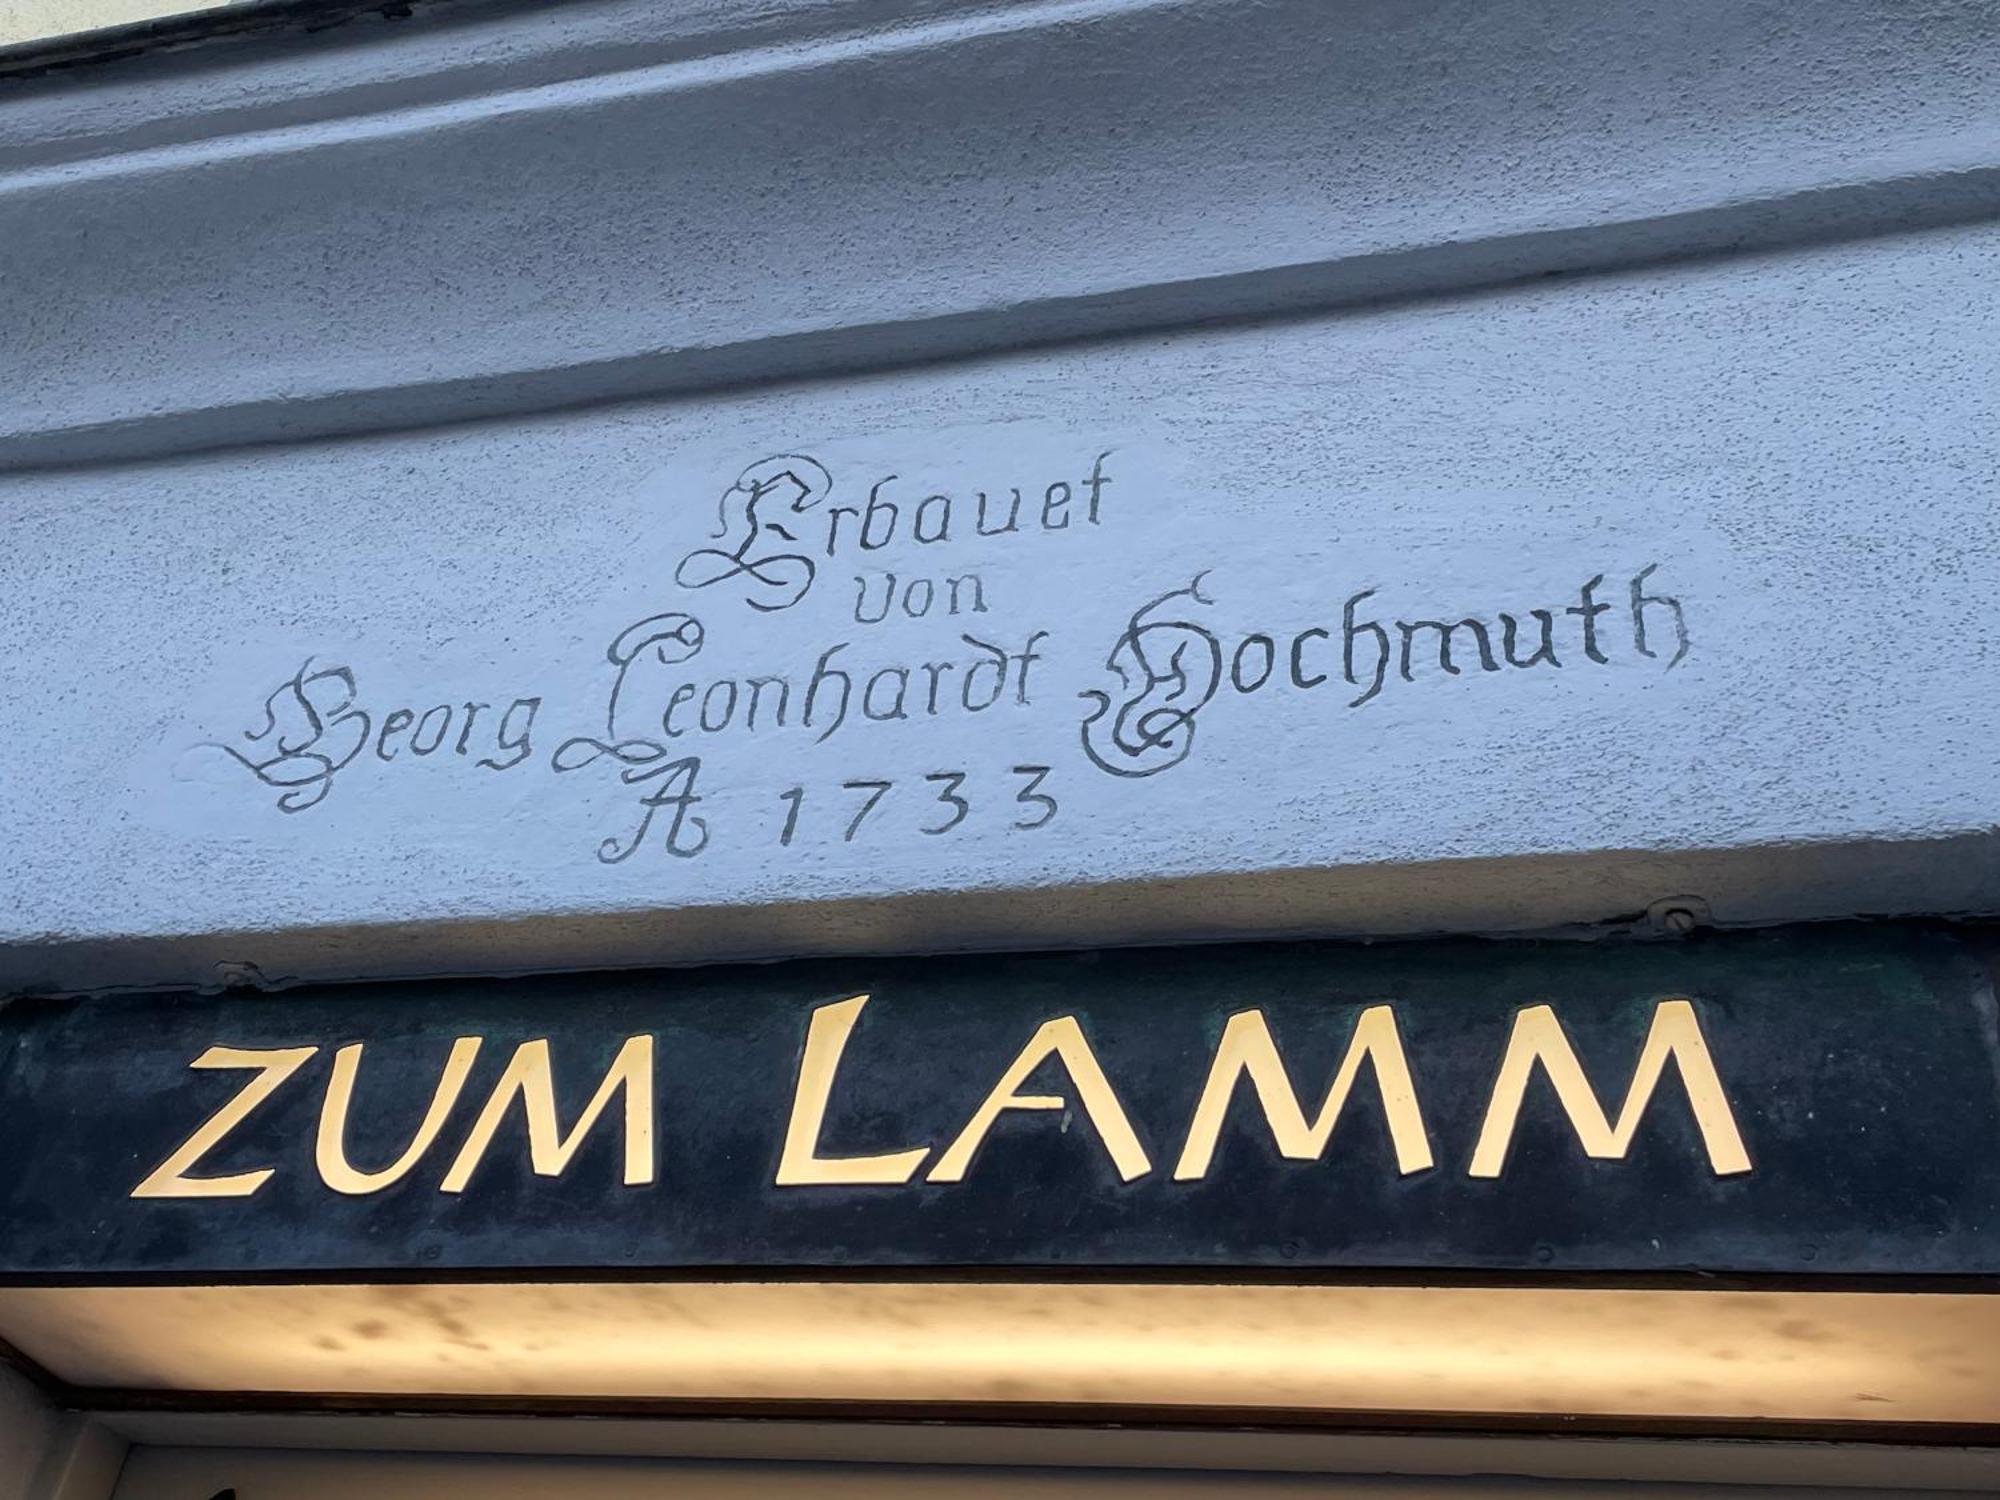 Erbauet
von
Georg Leonhardt Hochmuth
A 1733
ZUM LAMM